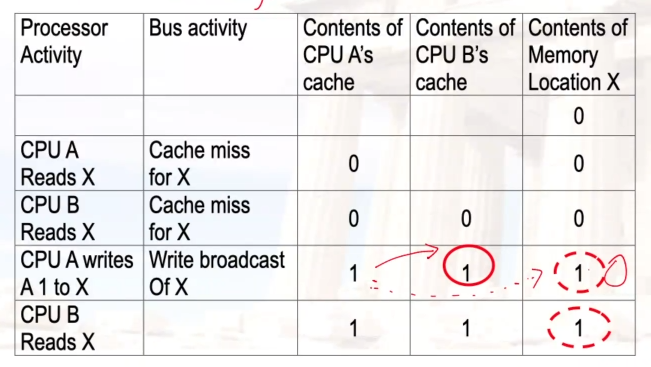 Processor Activity
Bus activity
Contents of CPU A's cache
Contents of CPU B's cache
Contents of Memory Location X
0
CPU A Reads X
Cache miss for X
0
0
CPU B Reads X
Cache miss for X
0
0
0
CPU A writes A 1 to X
Write broadcast Of X
1
1
1
0
CPU B Reads X
1
1
1